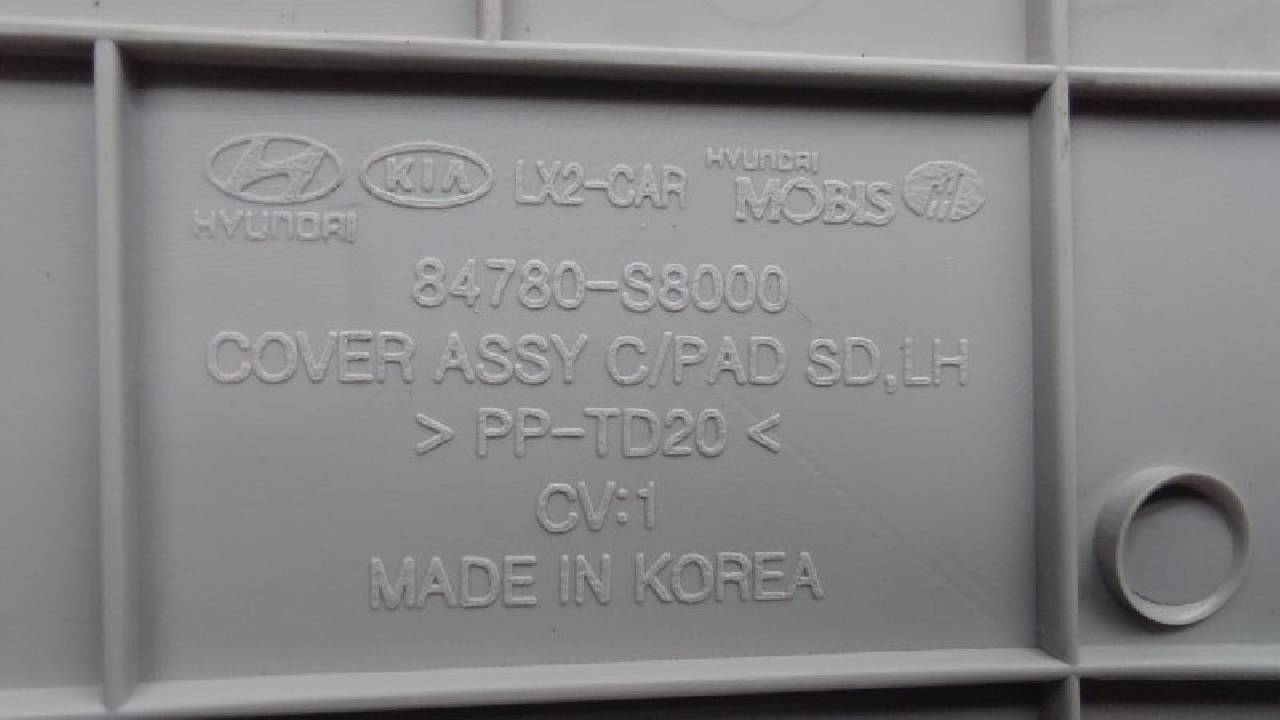 HYUNDAI KIA LX2-CAR HYUNDAI MOBIS
84780-S8000
COVER ASSY C/PAD SD,LH
> PP-TD20 <
CV:1
MADE IN KOREA